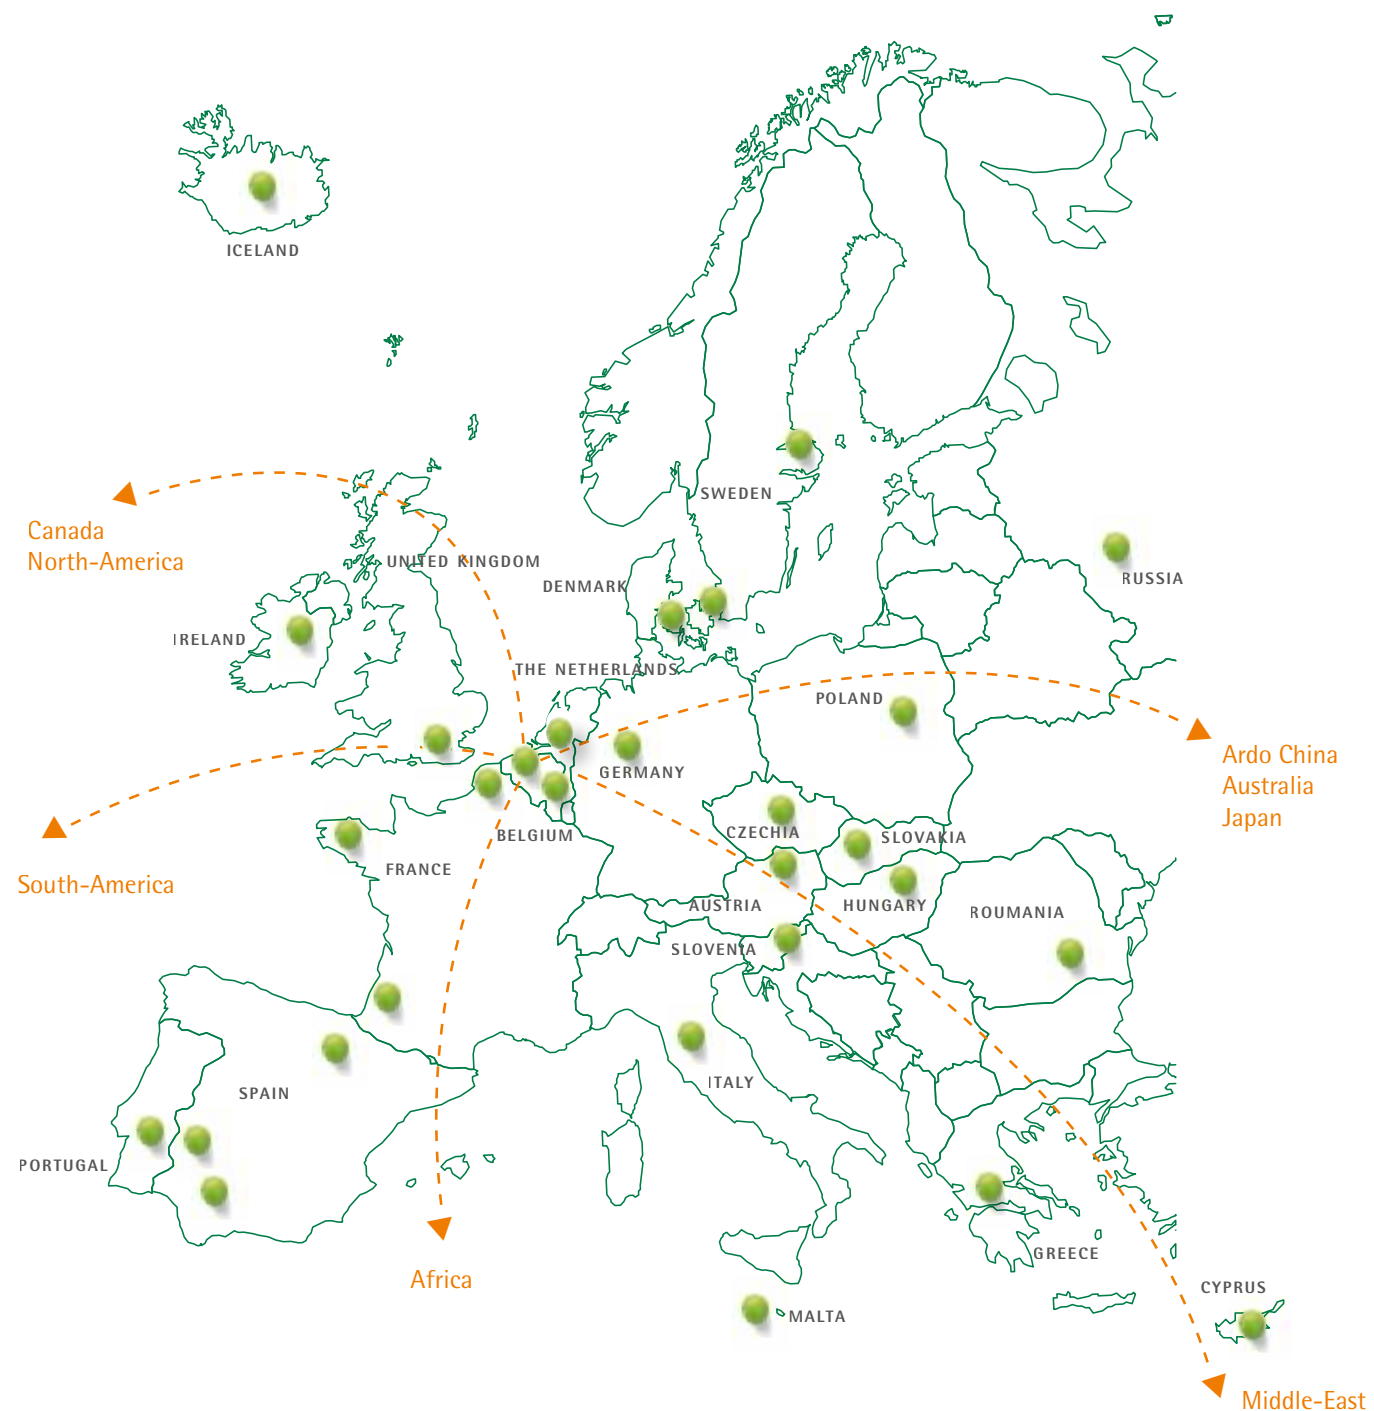 ICELAND
SWEDEN
Canada
North-America
UNITED KINGDOM
RUSSIA
DENMARK
IRELAND
THE NETHERLANDS
POLAND
Ardo China
Australia
Japan
GERMANY
BELGIUM
CZECHIA
SLOVAKIA
FRANCE
South-America
AUSTRIA
HUNGARY
ROUMANIA
SLOVENIA
ITALY
SPAIN
PORTUGAL
GREECE
Africa
CYPRUS
MALTA
Middle-East